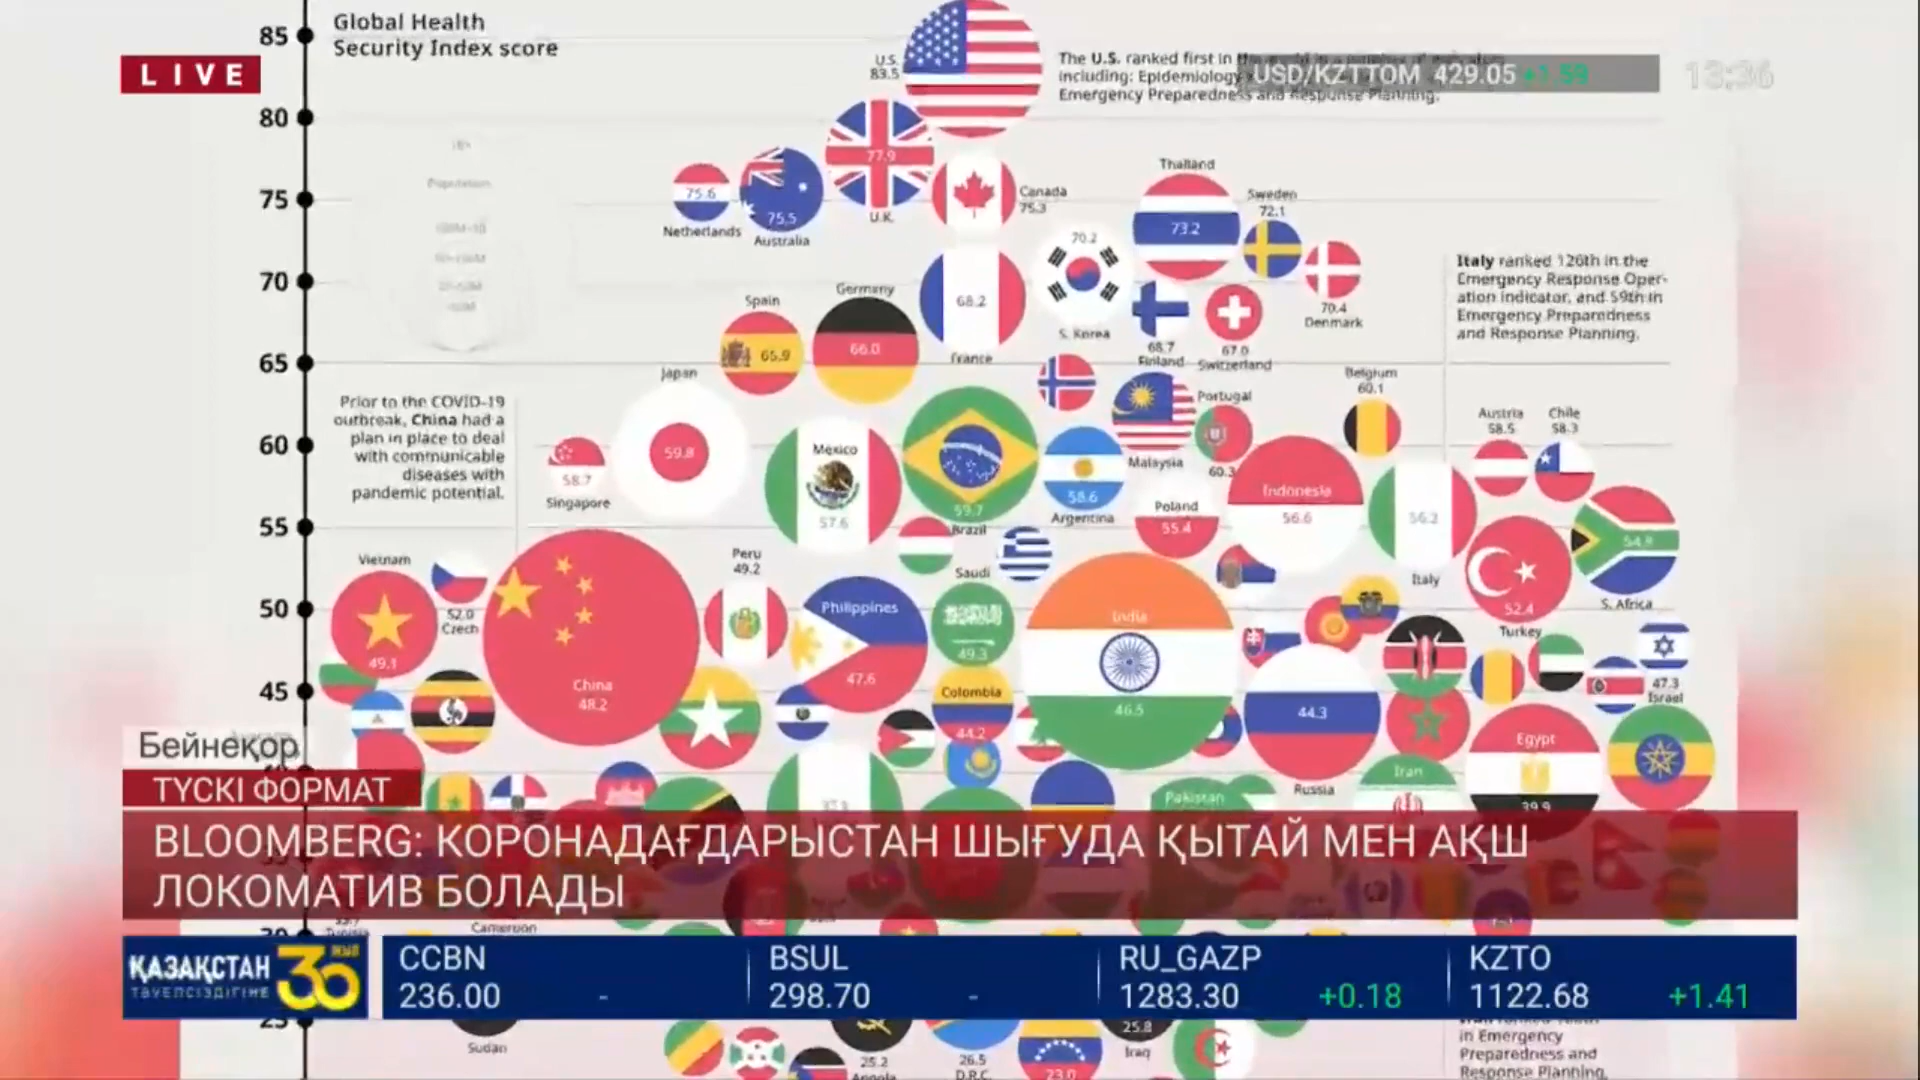 85
Global Health
Security Index score
LIVE
U.S.
83.5
The U.S. ranked first in the
including: Epidemiology
Emergency Preparedness and Response Planning.
USD/KZTTOM 429.05 +1.59
13:36
80
77.9
U.K.
Population
75
75.6
Netherlands
75.5
Australia
Canada
75.3
Thailand
73.2
Sweden
72.1
70
70.2
S. Korea
70.4
Denmark
Italy ranked 126th in the
Emergency Response Oper-
ation indicator, and 59th in
Emergency Preparedness
and Response Planning.
Spain
65.9
Germany
66.0
68.2
France
68.7
Finland
67.0
Switzerland
65
Japan
59.8
Portugal
60.3
Malaysia
Belgium
60.1
Prior to the COVID-19
outbreak, China had a
plan in place to deal
with communicable
diseases with
pandemic potential.
60
58.7
Singapore
Mexico
57.6
59.7
Brazil
58.6
Argentina
Poland
55.4
Indonesia
56.6
56.2
Italy
Austria
58.5
Chile
58.3
55
Vietnam
49.1
52.0
Czech
Peru
49.2
Saudi
49.3
52.4
Turkey
54.8
S. Africa
50
China
48.2
Philippines
47.6
India
46.5
47.3
Israel
45
Colombia
44.2
44.3
Russia
Iran
Egypt
39.9
Pakistan
Бейнеқор
ТҮСКІ ФОРМАТ
BLOOMBERG: КОРОНАДАҒДАРЫСТАН ШЫҒУДА ҚЫТАЙ МЕН АҚШ
ЛОКОМАТИВ БОЛАДЫ
Cameroon
ҚАЗАҚСТАН
ТӘУЕЛСІЗДІГІНЕ
30 ЖЫЛ
CCBN
236.00 -
BSUL
298.70 -
RU_GAZP
1283.30 +0.18
KZTO
1122.68 +1.41
25
Sudan
25.2
Angola
26.5
D.R.C.
23.0
25.8
Iraq
in Emergency
Preparedness and
Response Planning.